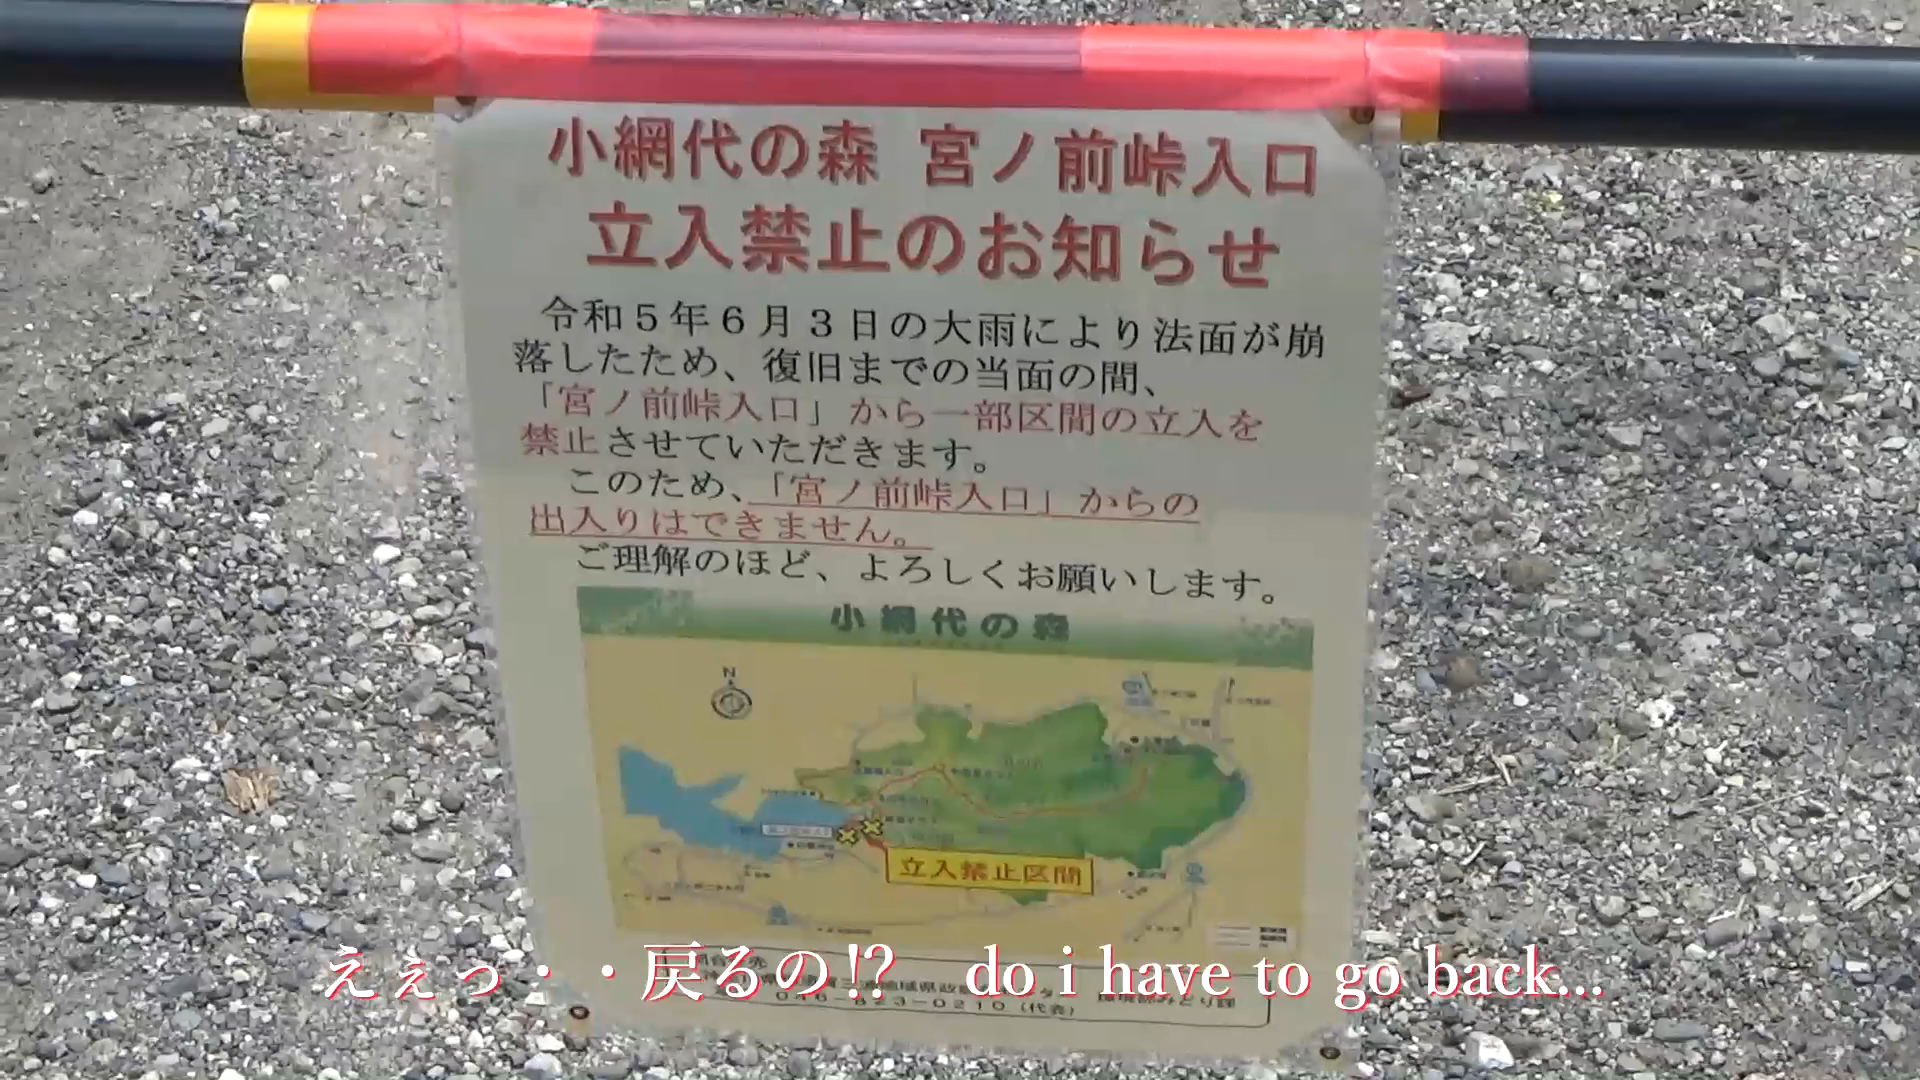 小網代の森 宮ノ前峠入口
立入禁止のお知らせ
令和5年6月3日の大雨により法面が崩
落したため、復旧までの当面の間、
「宮ノ前峠入口」から一部区間の立入を
禁止させていただきます。
このため、「宮ノ前峠入口」からの
出入りはできません。
ご理解のほど、よろしくお願いします。
小網代の森
N
立入禁止区間
えぇっ・・戻るの!? do i have to go back...
046-823-0210(代表)